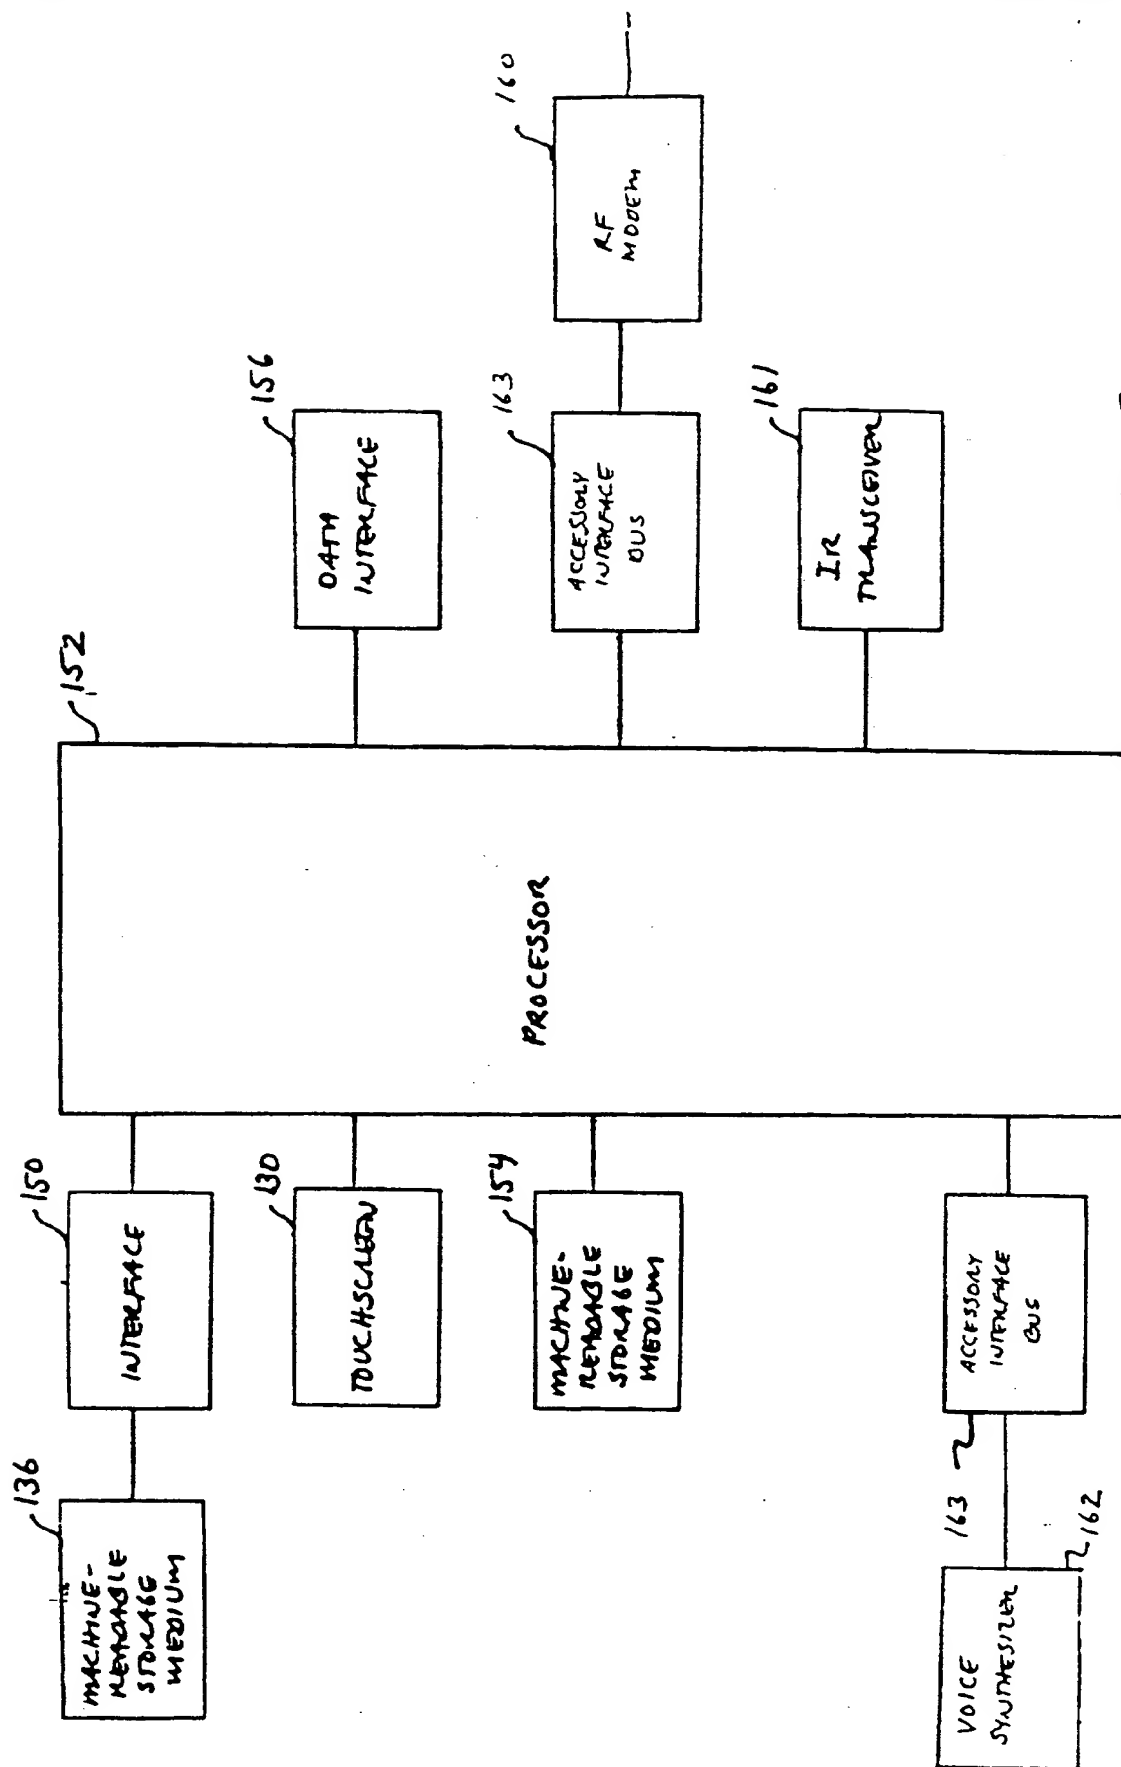 136
MACHINE-
READABLE
STORAGE
MEDIUM
150
INTERFACE
130
TOUCHSCREEN
154
MACHINE-
READABLE
STORAGE
MEDIUM
VOICE
SYNTHESIZER
162
163
ACCESSORY
INTERFACE
BUS
152
PROCESSOR
156
DATA
INTERFACE
163
ACCESSORY
INTERFACE
BUS
160
RF
MODEM
161
IR
TRANSCEIVER